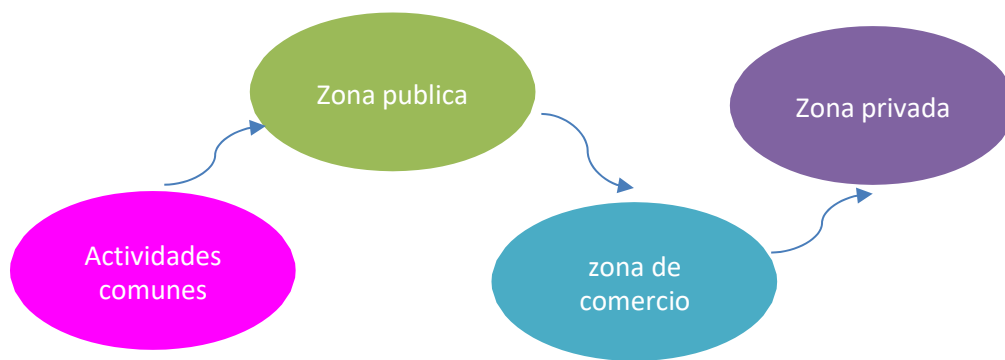 Zona publica
Zona privada
Actividades
comunes
zona de
comercio